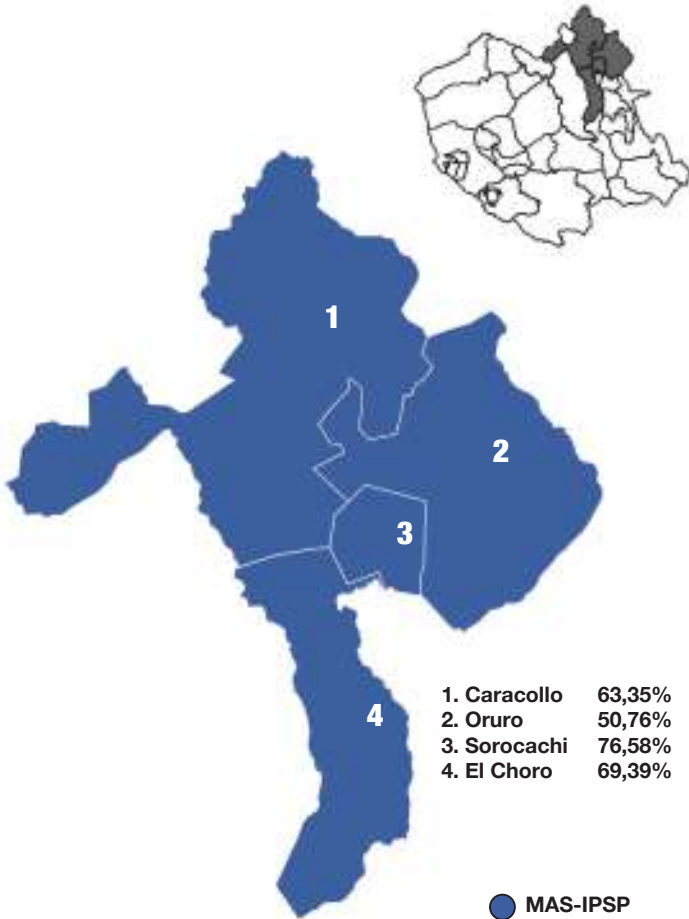 1
2
3
4
1. Caracollo 63,35%
2. Oruro 50,76%
3. Sorocachi 76,58%
4. El Choro 69,39%
MAS-IPSP